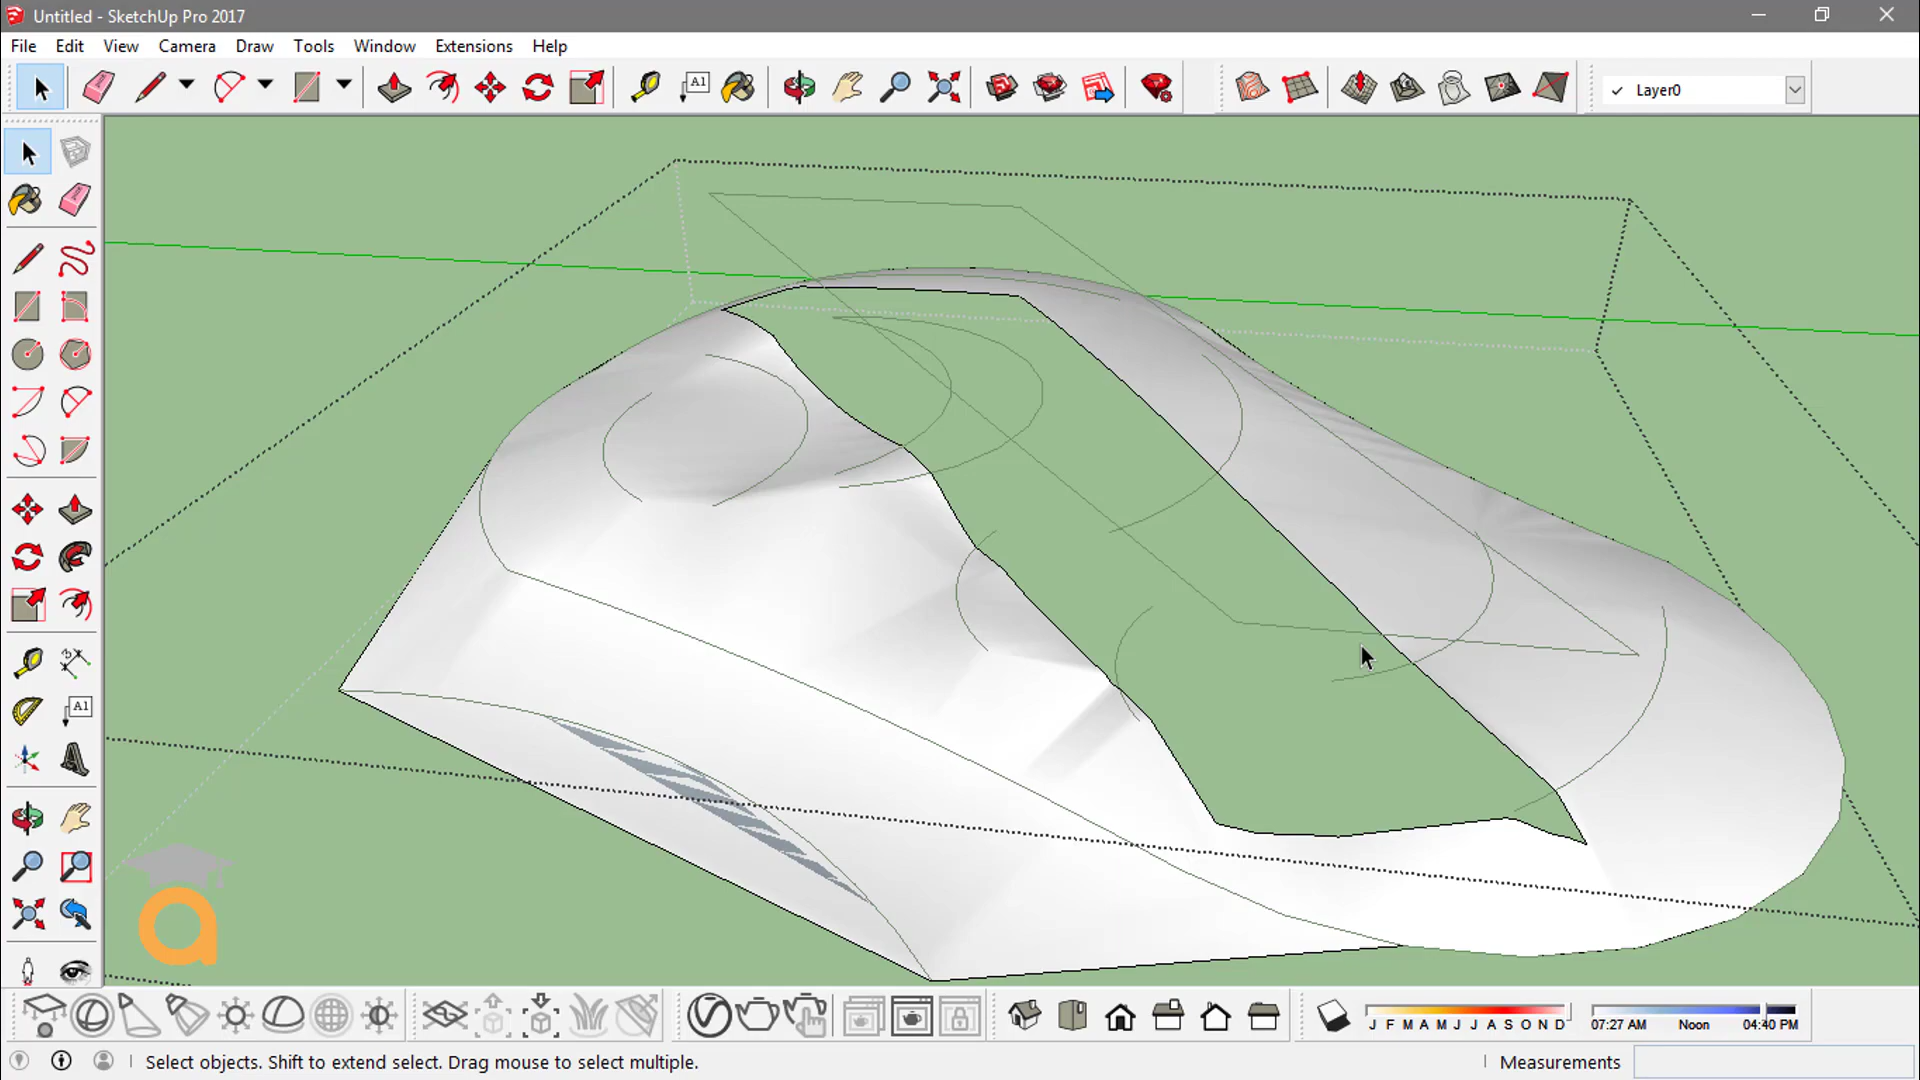 Untitled - SketchUp Pro 2017
File Edit View Camera Draw Tools Window Extensions Help
A1
✓ Layer0
A1
J F M A M J J A S O N D
07:27 AM Noon 04:40 PM
Select objects. Shift to extend select. Drag mouse to select multiple.
Measurements